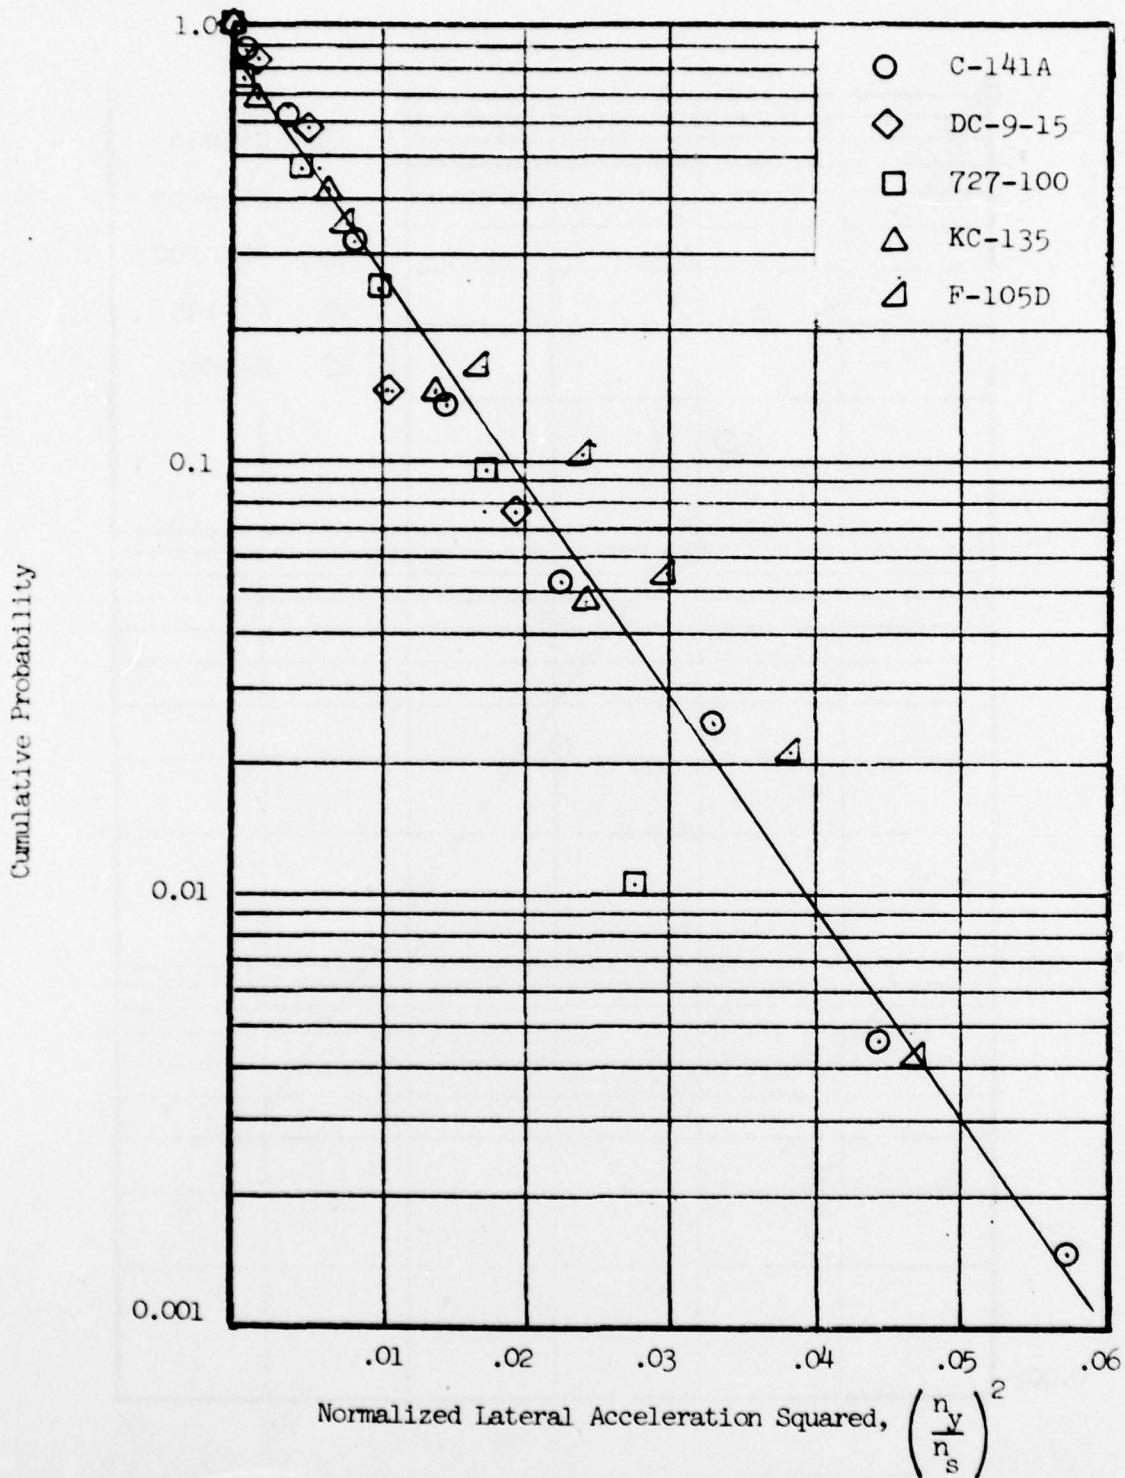 1.0
C-141A
DC-9-15
727-100
KC-135
F-105D
0.1
Cumulative Probability
0.01
0.001
.01 .02 .03 .04 .05 .06
Normalized Lateral Acceleration Squared, (n_y/n_s)^2